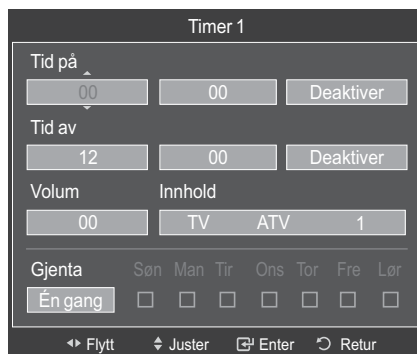 Timer 1
Tid på
00 00 Deaktiver
Tid av
12 00 Deaktiver
Volum Innhold
00 TV ATV 1
Gjenta Søn Man Tir Ons Tor Fre Lør
Én gang
Flytt Juster Enter Retur